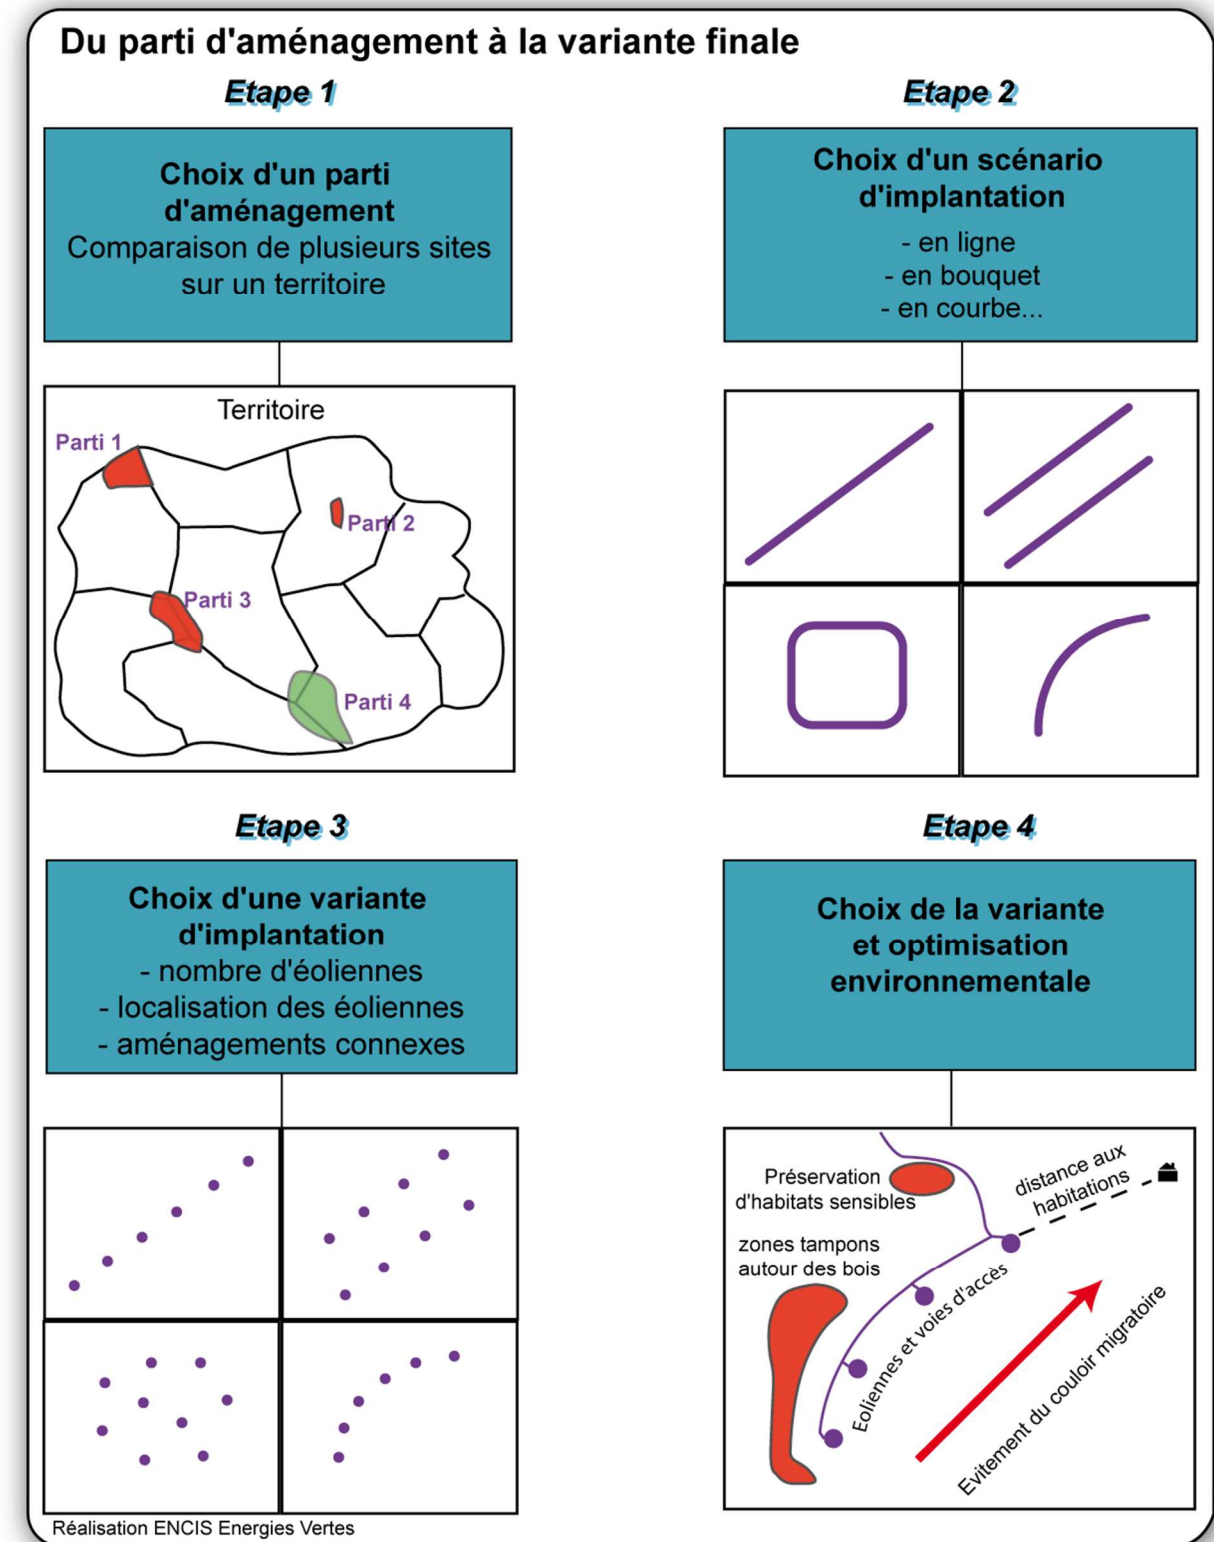 Du parti d'aménagement à la variante finale
Etape 1
Choix d'un parti
d'aménagement
Comparaison de plusieurs sites
sur un territoire
Territoire
Parti 1
Parti 2
Parti 3
Parti 4
Etape 2
Choix d'un scénario
d'implantation
- en ligne
- en bouquet
- en courbe...
Etape 3
Choix d'une variante
d'implantation
- nombre d'éoliennes
- localisation des éoliennes
- aménagements connexes
Etape 4
Choix de la variante
et optimisation
environnementale
Préservation
d'habitats sensibles
distance aux
habitations
zones tampons
autour des bois
Eoliennes et voies d'accès
Evitement du couloir migratoire
Réalisation ENCIS Energies Vertes